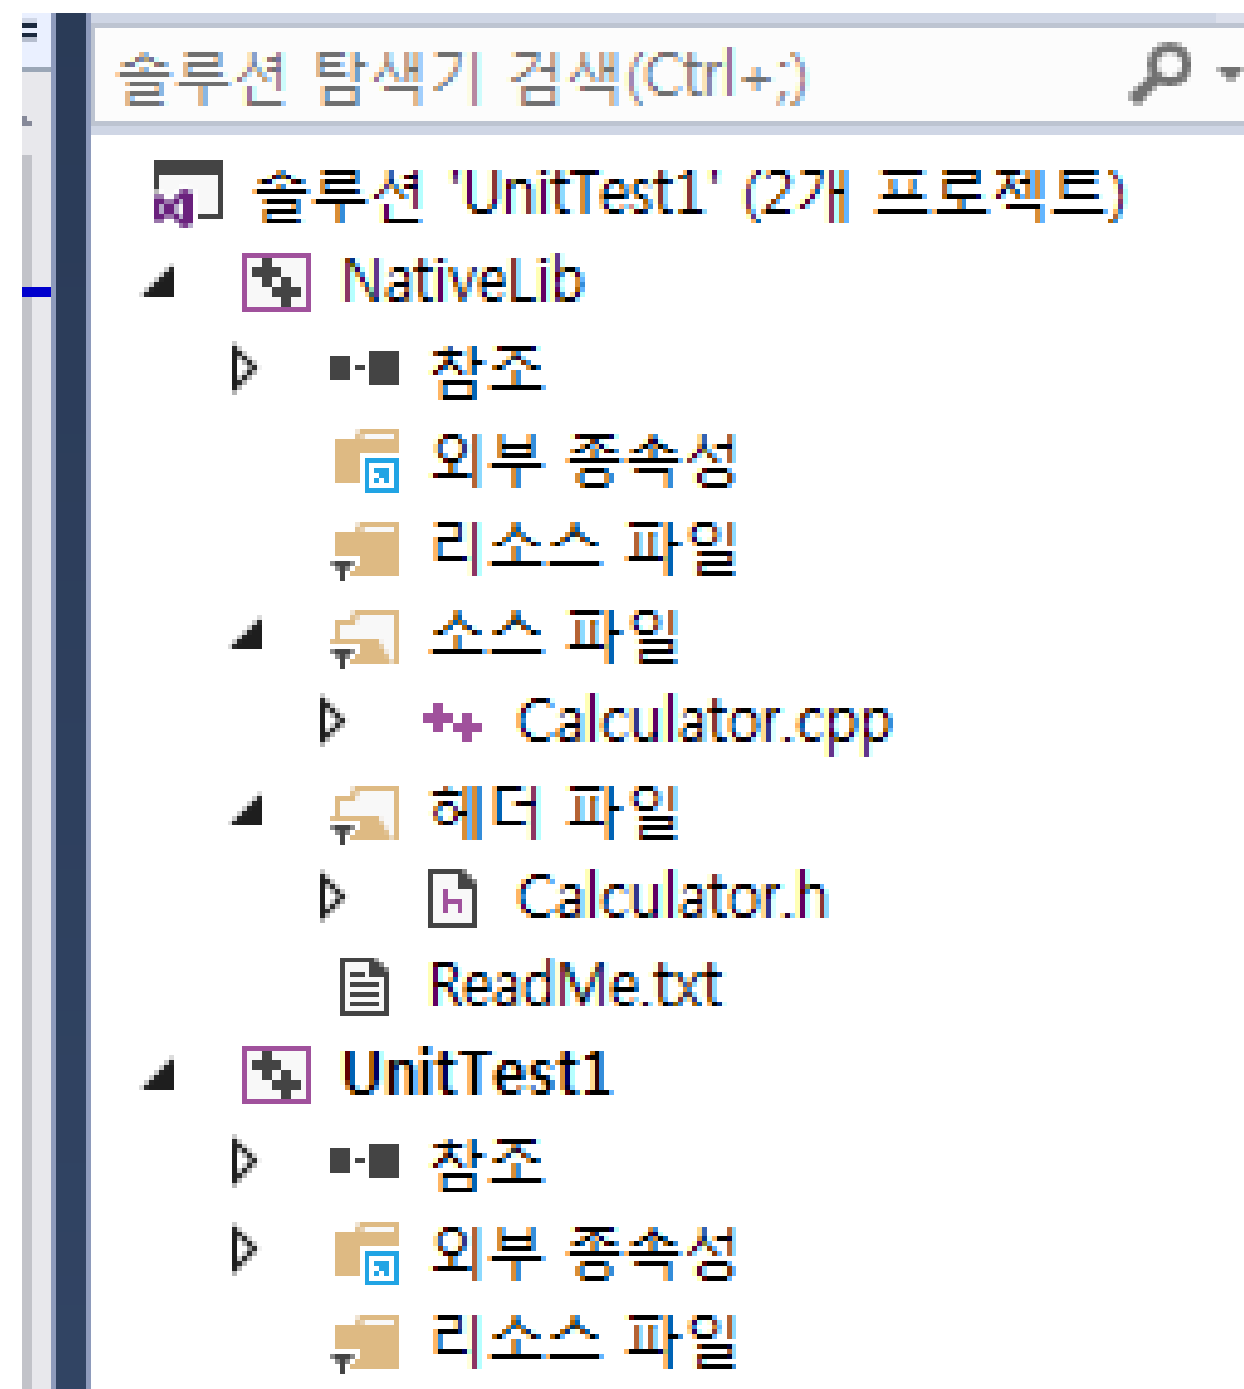 솔루션 탐색기 검색(Ctrl+;)
솔루션 'UnitTest1' (2개 프로젝트)
NativeLib
참조
외부 종속성
리소스 파일
소스 파일
Calculator.cpp
헤더 파일
Calculator.h
ReadMe.txt
UnitTest1
참조
외부 종속성
리소스 파일